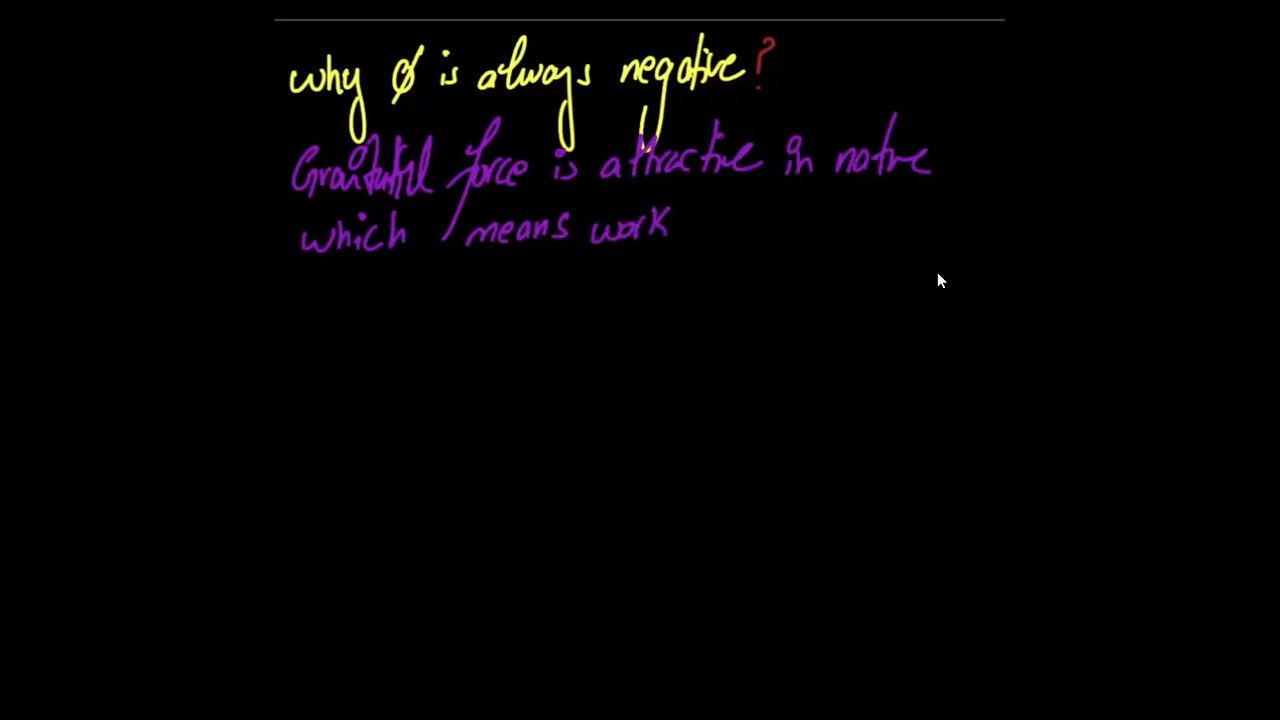 why ø is always negative?
Gravitational force is attractive in nature
which means work